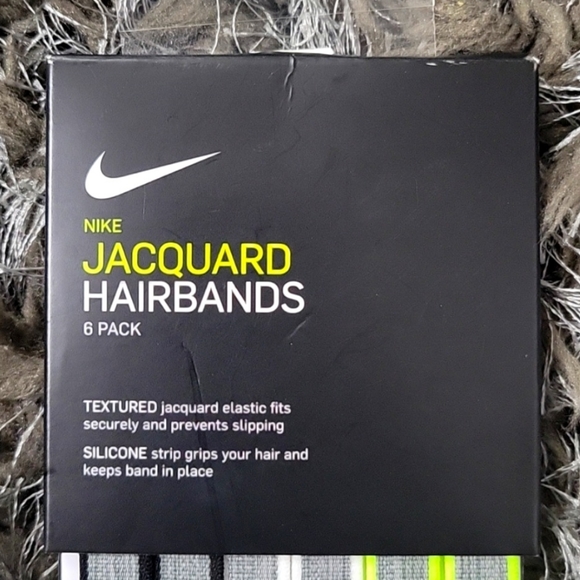 NIKE
JACQUARD
HAIRBANDS
6 PACK
TEXTURED jacquard elastic fits
securely and prevents slipping
SILICONE strip grips your hair and
keeps band in place